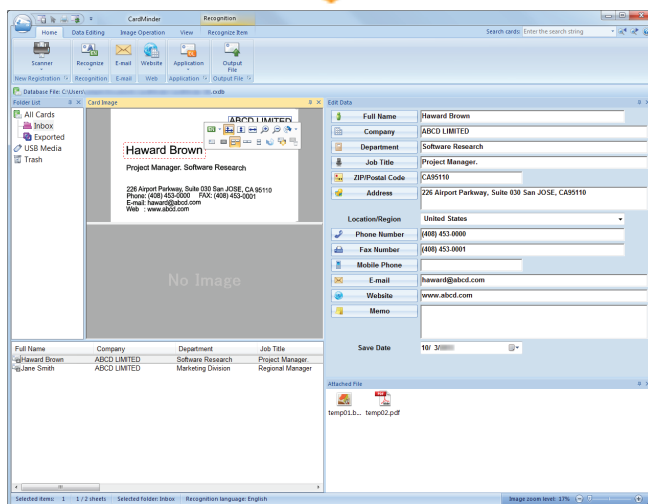 CardMinder
Recognition
Home Data Editing Image Operation View Recognize Item
Search cards: Enter the search string
Scanner Recognize E-mail Website Application Output File
New Registration Recognition E-mail Web Application Output File
Database File: C:\Users\ .odb
Folder List
Card Image
Edit Data
All Cards
Inbox
Exported
USB Media
Trash
ABCD LIMITED
Haward Brown
Project Manager. Software Research
226 Airport Parkway, Suite 030 San JOSE, CA 95110
Phone: (408) 453-0000 FAX: (408) 453-0001
E-mail: haward@abcd.com
Web : www.abcd.com
No Image
Full Name Haward Brown
Company ABCD LIMITED
Department Software Research
Job Title Project Manager.
ZIP/Postal Code CA95110
Address 226 Airport Parkway, Suite 030 San JOSE, CA95110
Location/Region United States
Phone Number (408) 453-0000
Fax Number (408) 453-0001
Mobile Phone
E-mail haward@abcd.com
Website www.abcd.com
Memo
Save Date 10/ 3/
Full Name Company Department Job Title
Haward Brown ABCD LIMITED Software Research Project Manager.
Jane Smith ABCD LIMITED Marketing Division Regional Manager
Attached File
temp01.b... temp02.pdf
Selected items: 1 1 / 2 sheets Selected folder: Inbox Recognition language: English
Image zoom level: 17%